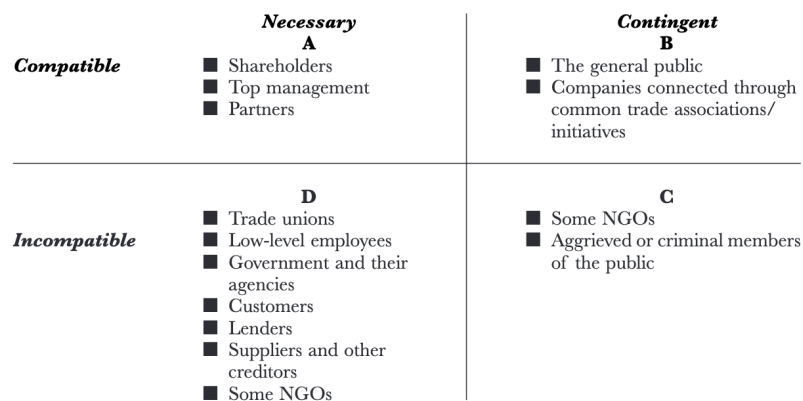 Necessary
Contingent
A
B
Compatible
■ Shareholders
■ Top management
■ Partners
■ The general public
■ Companies connected through
common trade associations/
initiatives
D
C
Incompatible
■ Trade unions
■ Low-level employees
■ Government and their
agencies
■ Customers
■ Lenders
■ Suppliers and other
creditors
■ Some NGOs
■ Some NGOs
■ Aggrieved or criminal members
of the public